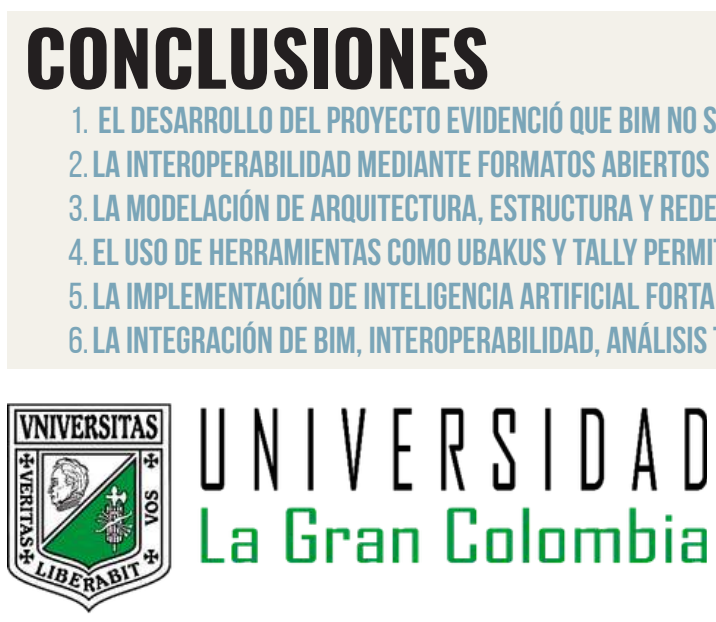 CONCLUSIONES
1. EL DESARROLLO DEL PROYECTO EVIDENCIÓ QUE BIM NO S
2. LA INTEROPERABILIDAD MEDIANTE FORMATOS ABIERTOS
3. LA MODELACIÓN DE ARQUITECTURA, ESTRUCTURA Y REDE
4. EL USO DE HERRAMIENTAS COMO UBAKUS Y TALLY PERMI
5. LA IMPLEMENTACIÓN DE INTELIGENCIA ARTIFICIAL FORTA
6. LA INTEGRACIÓN DE BIM, INTEROPERABILIDAD, ANÁLISIS
VNIVERSITAS
VERITAS
VOS
LIBERABIT
UNIVERSIDAD
La Gran Colombia